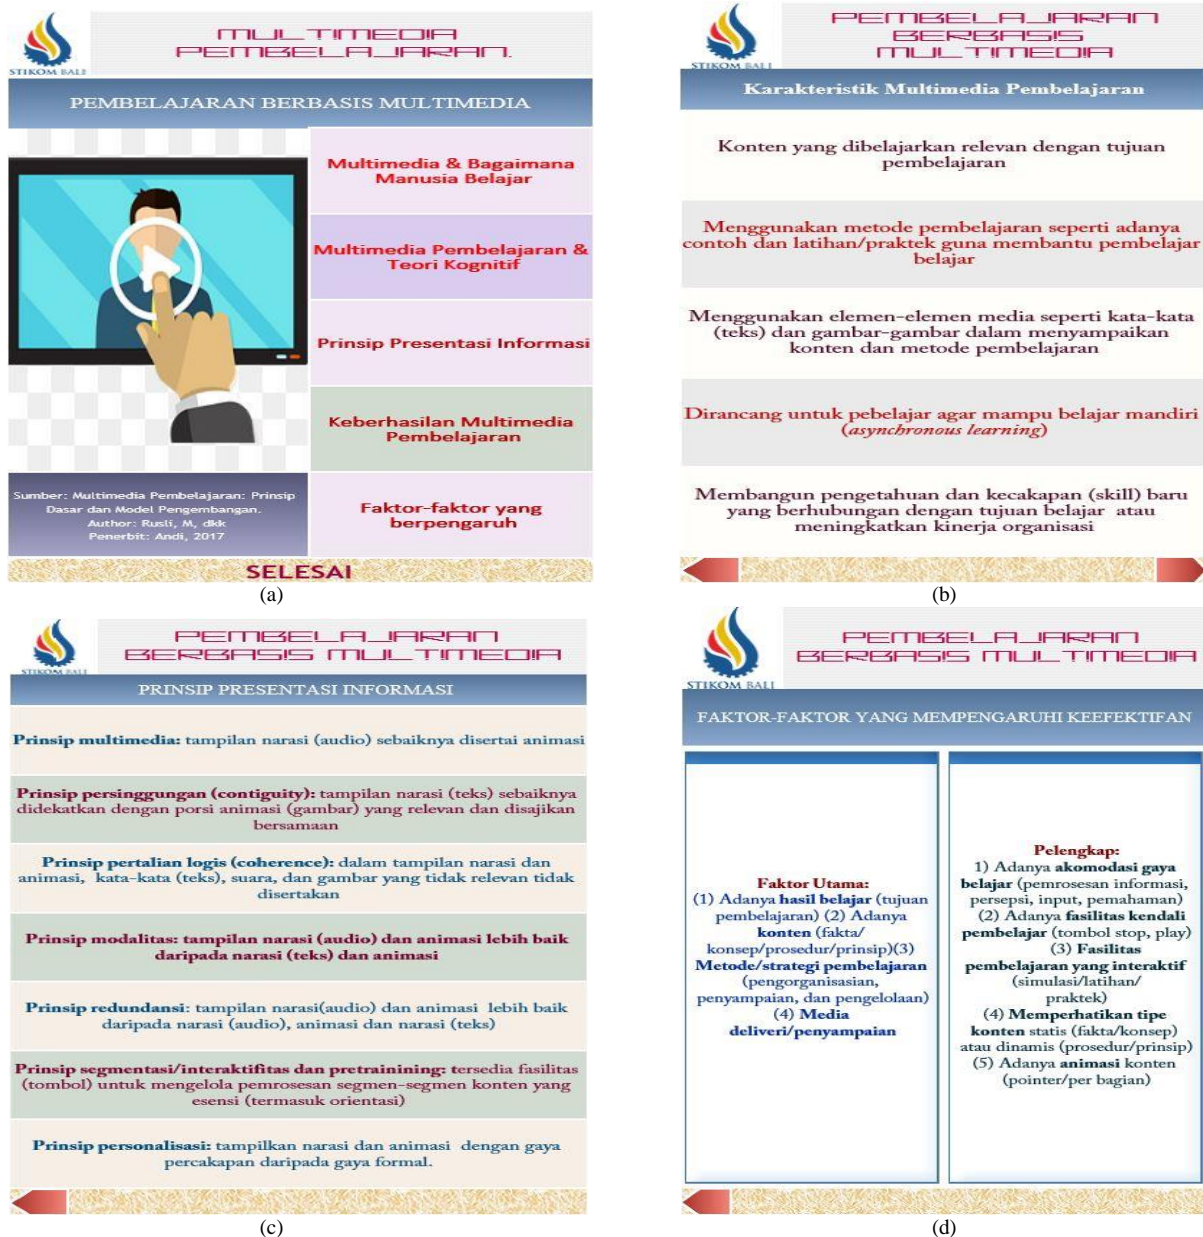 STIKOM BALI
MULTIMEDIA
PEMBELAJARAN.
PEMBELAJARAN BERBASIS MULTIMEDIA
Multimedia & Bagaimana
Manusia Belajar
Multimedia Pembelajaran &
Teori Kognitif
Prinsip Presentasi Informasi
Keberhasilan Multimedia
Pembelajaran
Sumber: Multimedia Pembelajaran: Prinsip
Dasar dan Model Pengembangan.
Author: Rusli, M, dkk
Penerbit: Andi, 2017
Faktor-faktor yang
berpengaruh
SELESAI
(a)
STIKOM BALI
PEMBELAJARAN
BERBASIS
MULTIMEDIA
Karakteristik Multimedia Pembelajaran
Konten yang dibelajarkan relevan dengan tujuan
pembelajaran
Menggunakan metode pembelajaran seperti adanya
contoh dan latihan/praktek guna membantu pembelajar
belajar
Menggunakan elemen-elemen media seperti kata-kata
(teks) dan gambar-gambar dalam menyampaikan
konten dan metode pembelajaran
Dirancang untuk pebelajar agar mampu belajar mandiri
(asynchronous learning)
Membangun pengetahuan dan kecakapan (skill) baru
yang berhubungan dengan tujuan belajar atau
meningkatkan kinerja organisasi
(b)
STIKOM BALI
PEMBELAJARAN
BERBASIS MULTIMEDIA
PRINSIP PRESENTASI INFORMASI
Prinsip multimedia: tampilan narasi (audio) sebaiknya disertai animasi
Prinsip persinggungan (contiguity): tampilan narasi (teks) sebaiknya
didekatkan dengan porsi animasi (gambar) yang relevan dan disajikan
bersamaan
Prinsip pertalian logis (coherence): dalam tampilan narasi dan
animasi, kata-kata (teks), suara, dan gambar yang tidak relevan tidak
disertakan
Prinsip modalitas: tampilan narasi (audio) dan animasi lebih baik
daripada narasi (teks) dan animasi
Prinsip redundansi: tampilan narasi(audio) dan animasi lebih baik
daripada narasi (audio), animasi dan narasi (teks)
Prinsip segmentasi/interaktifitas dan pretrainining: tersedia fasilitas
(tombol) untuk mengelola pemrosesan segmen-segmen konten yang
esensi (termasuk orientasi)
Prinsip personalisasi: tampilkan narasi dan animasi dengan gaya
percakapan daripada gaya formal.
(c)
STIKOM BALI
PEMBELAJARAN
BERBASIS MULTIMEDIA
FAKTOR-FAKTOR YANG MEMPENGARUHI KEEFEKTIFAN
Faktor Utama:
(1) Adanya hasil belajar (tujuan
pembelajaran) (2) Adanya
konten (fakta/
konsep/prosedur/prinsip)(3)
Metode/strategi pembelajaran
(pengorganisasian,
penyampaian, dan pengelolaan)
(4) Media
deliveri/penyampaian
Pelengkap:
1) Adanya akomodasi gaya
belajar (pemrosesan informasi,
persepsi, input, pemahaman)
(2) Adanya fasilitas kendali
pembelajar (tombol stop, play)
(3) Fasilitas
pembelajaran yang interaktif
(simulasi/latihan/
praktek)
(4) Memperhatikan tipe
konten statis (fakta/konsep)
atau dinamis (prosedur/prinsip)
(5) Adanya animasi konten
(pointer/per bagian)
(d)